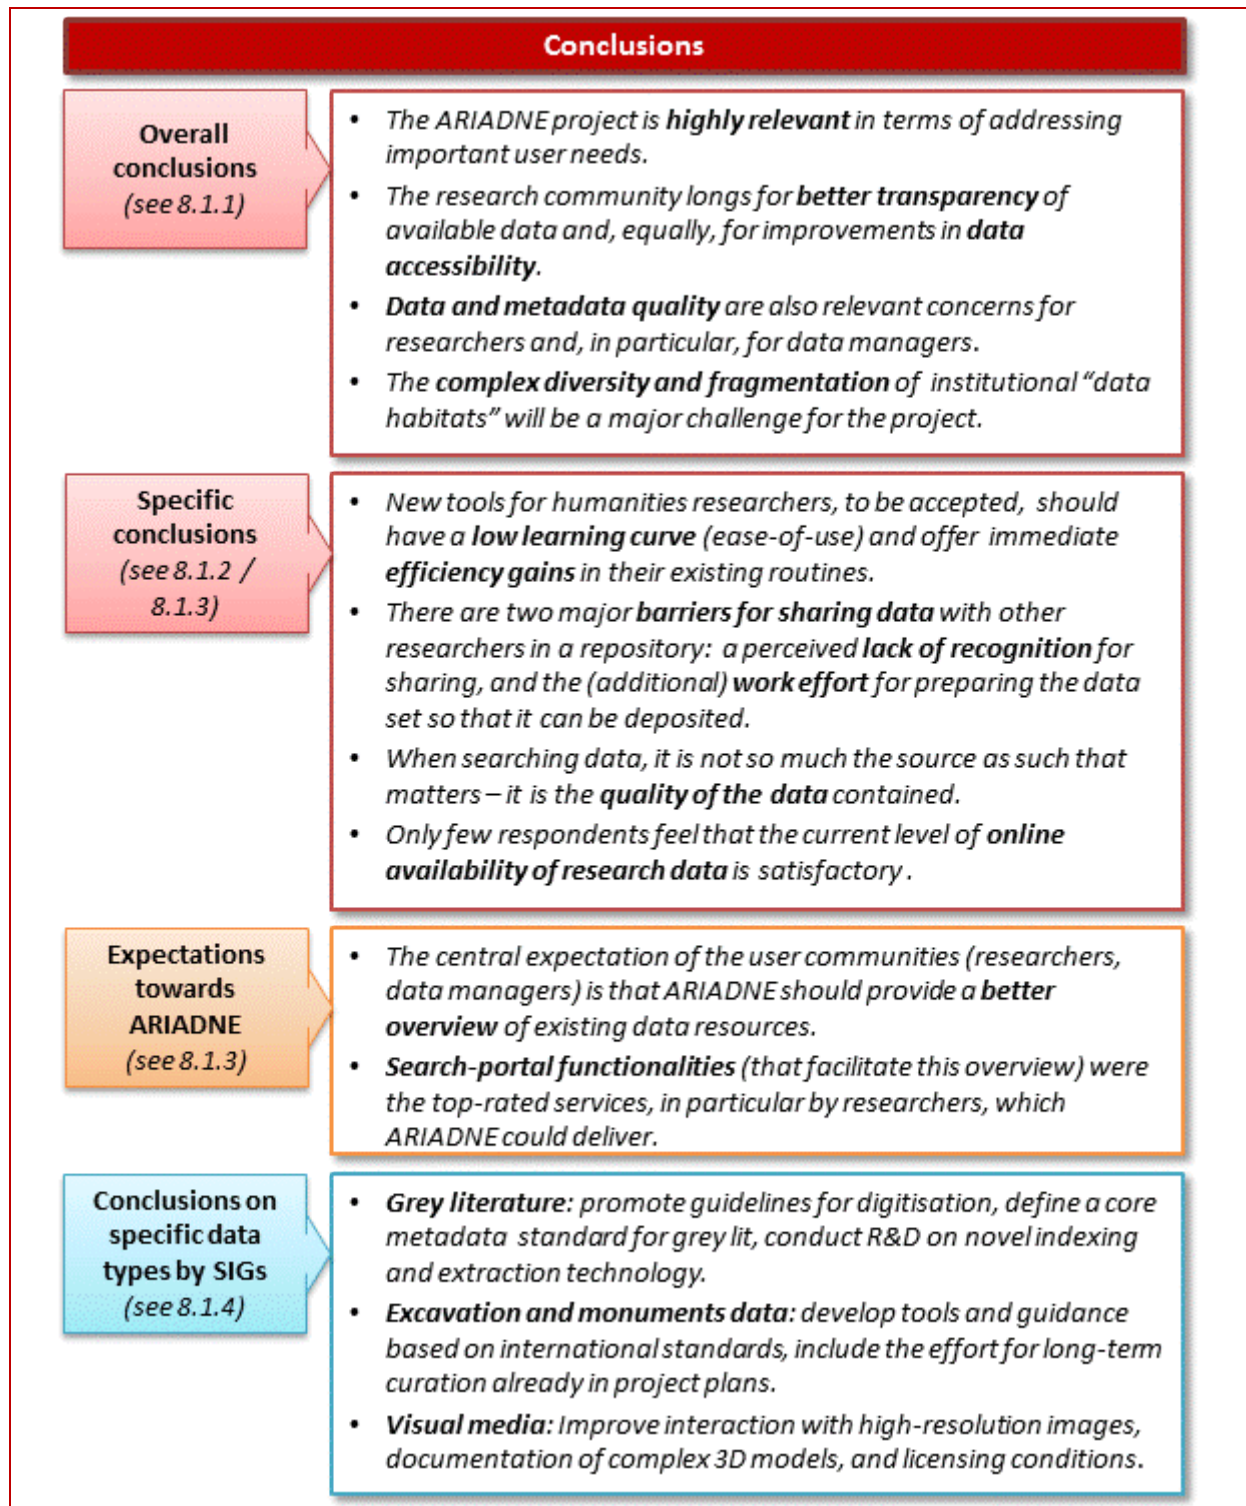 Conclusions
Overall
conclusions
(see 8.1.1)
• The ARIADNE project is highly relevant in terms of addressing
important user needs.
• The research community longs for better transparency of
available data and, equally, for improvements in data
accessibility.
• Data and metadata quality are also relevant concerns for
researchers and, in particular, for data managers.
• The complex diversity and fragmentation of institutional “data
habitats” will be a major challenge for the project.
Specific
conclusions
(see 8.1.2 /
8.1.3)
• New tools for humanities researchers, to be accepted, should
have a low learning curve (ease-of-use) and offer immediate
efficiency gains in their existing routines.
• There are two major barriers for sharing data with other
researchers in a repository: a perceived lack of recognition for
sharing, and the (additional) work effort for preparing the data
set so that it can be deposited.
• When searching data, it is not so much the source as such that
matters – it is the quality of the data contained.
• Only few respondents feel that the current level of online
availability of research data is satisfactory .
Expectations
towards
ARIADNE
(see 8.1.3)
• The central expectation of the user communities (researchers,
data managers) is that ARIADNE should provide a better
overview of existing data resources.
• Search-portal functionalities (that facilitate this overview) were
the top-rated services, in particular by researchers, which
ARIADNE could deliver.
Conclusions on
specific data
types by SIGs
(see 8.1.4)
• Grey literature: promote guidelines for digitisation, define a core
metadata standard for grey lit, conduct R&D on novel indexing
and extraction technology.
• Excavation and monuments data: develop tools and guidance
based on international standards, include the effort for long-term
curation already in project plans.
• Visual media: Improve interaction with high-resolution images,
documentation of complex 3D models, and licensing conditions.